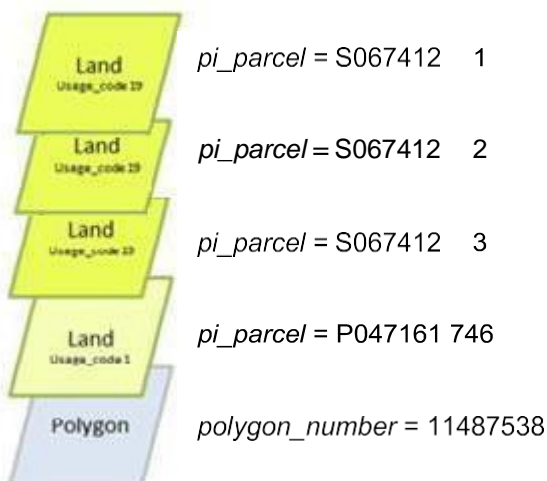 Land
Usage_code 19
pi_parcel = S067412 1
Land
Usage_code 19
pi_parcel = S067412 2
Land
Usage_code 19
pi_parcel = S067412 3
Land
Usage_code 1
pi_parcel = P047161 746
Polygon
polygon_number = 11487538